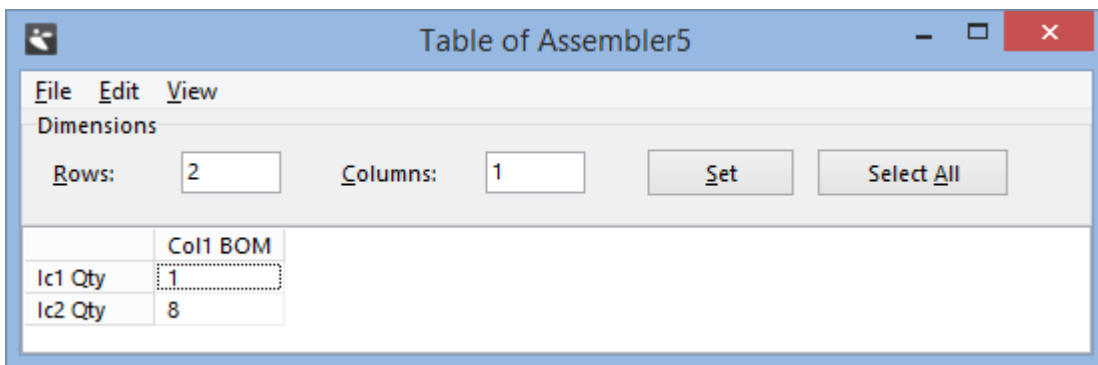 Table of Assembler5
File Edit View
Dimensions
Rows: 2 Columns: 1 Set Select All
Col1 BOM
Ic1 Qty 1
Ic2 Qty 8